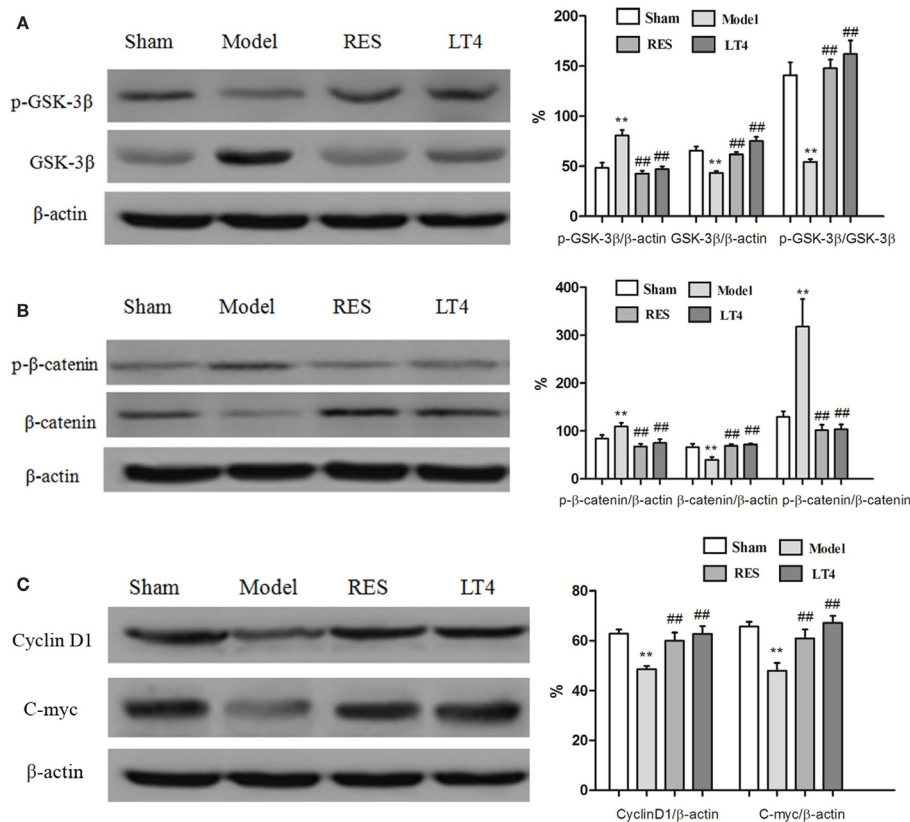 A
Sham Model RES LT4
p-GSK-3β
GSK-3β
β-actin
200
150
100
50
0
%
Sham Model
RES LT4
** ## ## ** ## ## ** ## ##
p-GSK-3β/β-actin GSK-3β/β-actin p-GSK-3β/GSK-3β
B
Sham Model RES LT4
p-β-catenin
β-catenin
β-actin
400
300
200
100
0
%
Sham Model
RES LT4
** ## ## ** ## ## ** ## ##
p-β-catenin/β-actin β-catenin/β-actin p-β-catenin/β-catenin
C
Sham Model RES LT4
Cyclin D1
C-myc
β-actin
80
60
40
20
0
%
Sham Model
RES LT4
** ## ## ** ## ##
CyclinD1/β-actin C-myc/β-actin